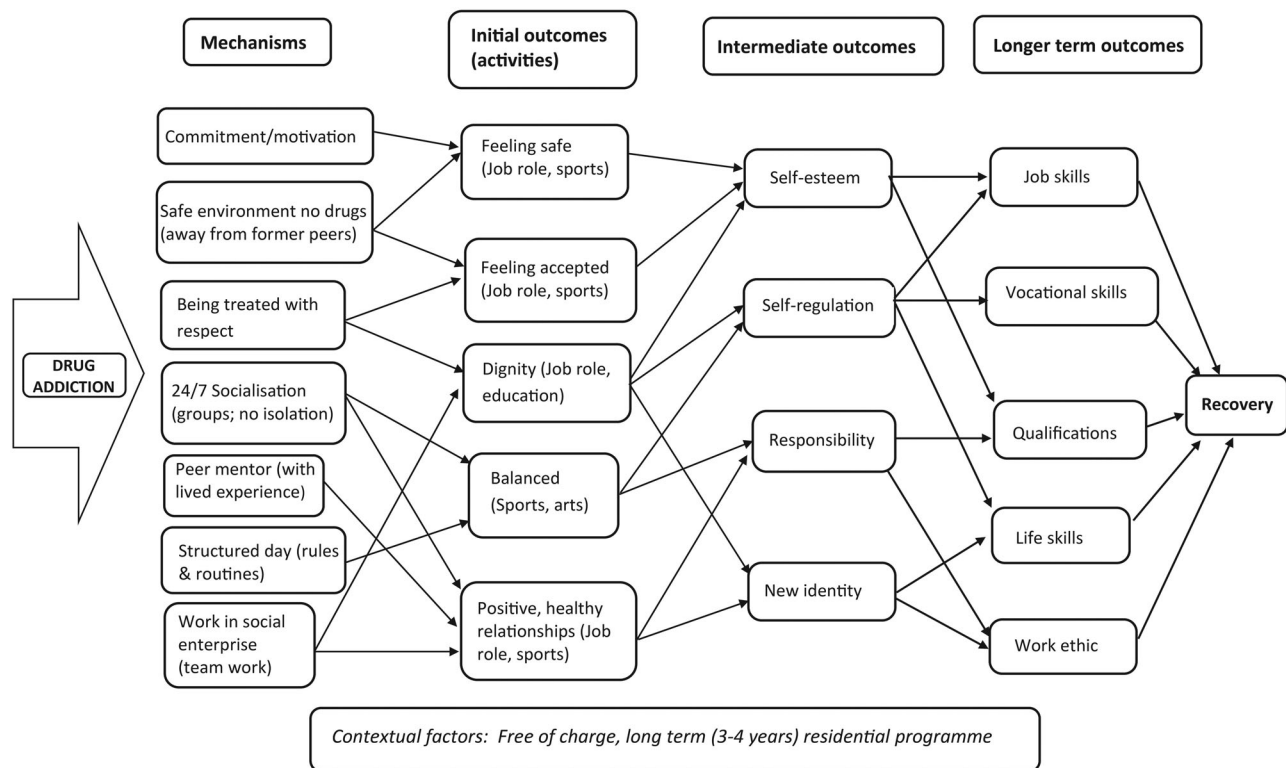 Mechanisms
Initial outcomes
(activities)
Intermediate outcomes
Longer term outcomes
DRUG
ADDICTION
Commitment/motivation
Safe environment no drugs
(away from former peers)
Being treated with
respect
24/7 Socialisation
(groups; no isolation)
Peer mentor (with
lived experience)
Structured day (rules
& routines)
Work in social
enterprise
(team work)
Feeling safe
(Job role, sports)
Feeling accepted
(Job role, sports)
Dignity (Job role,
education)
Balanced
(Sports, arts)
Positive, healthy
relationships (Job
role, sports)
Self-esteem
Self-regulation
Responsibility
New identity
Job skills
Vocational skills
Qualifications
Life skills
Work ethic
Recovery
Contextual factors: Free of charge, long term (3-4 years) residential programme